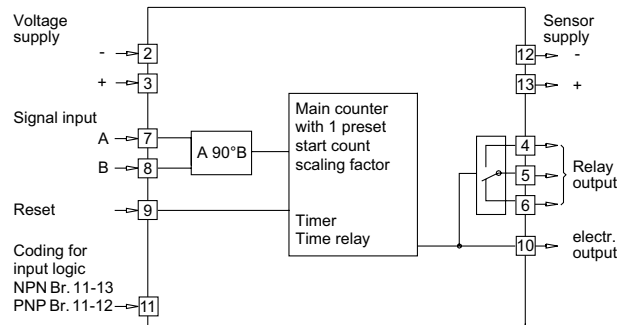 Voltage
supply
- 2
+ 3
Signal input
A 7
B 8
A 90°B
Reset
9
Coding for
input logic
NPN Br. 11-13
PNP Br. 11-12
11
Main counter
with 1 preset
start count
scaling factor
Timer
Time relay
Sensor
supply
12 -
13 +
4
5
6
Relay
output
10
electr.
output